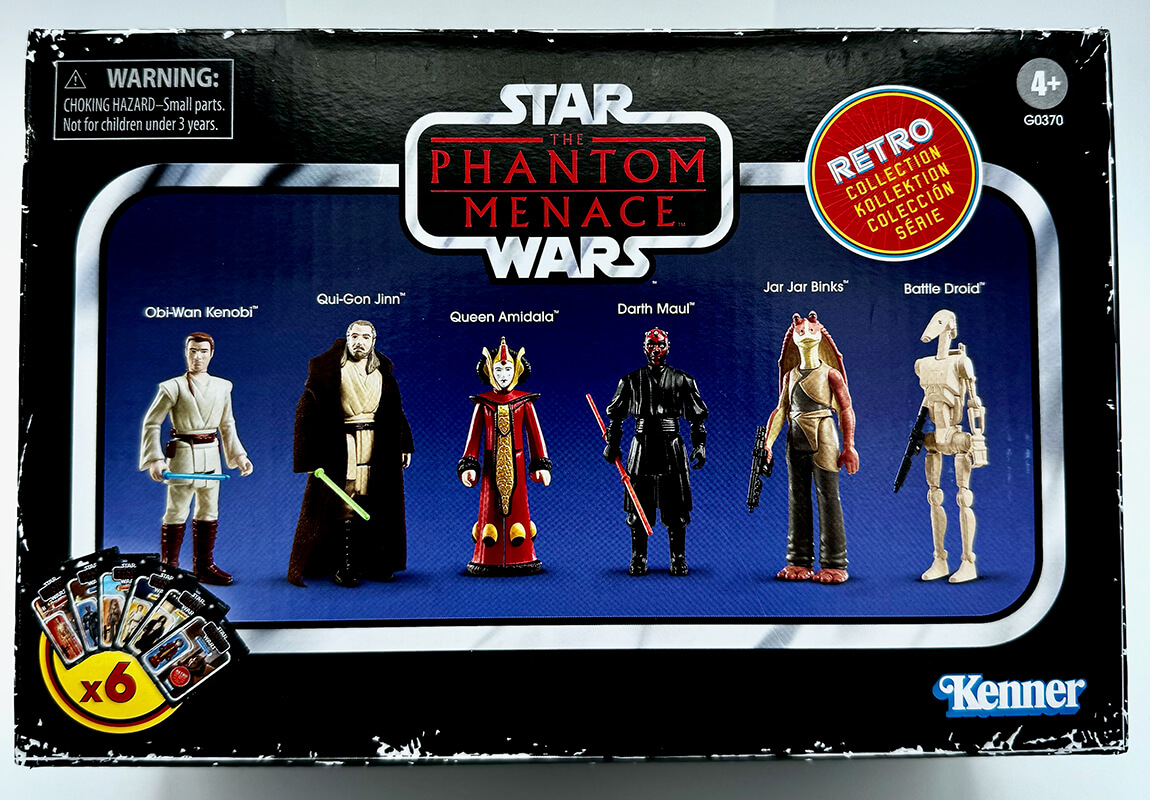 WARNING:
CHOKING HAZARD–Small parts.
Not for children under 3 years.
4+
G0370
STAR
THE
PHANTOM
MENACE™
WARS™
RETRO
COLLECTION
KOLLEKTION
COLECCIÓN
SÉRIE
Obi-Wan Kenobi™
Qui-Gon Jinn™
Queen Amidala™
Darth Maul™
Jar Jar Binks™
Battle Droid™
x6
Kenner